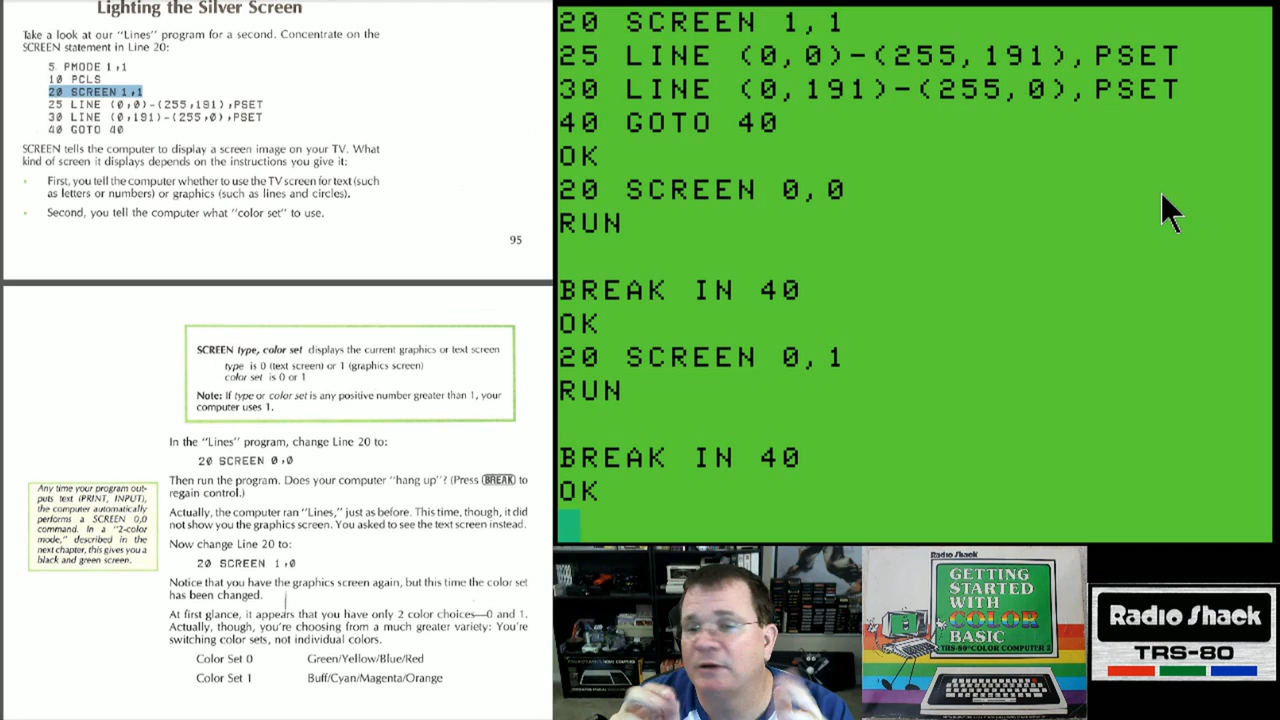 Lighting the Silver Screen
Take a look at our "Lines" program for a second. Concentrate on the
SCREEN statement in Line 20:
5 PMODE 1,1
10 PCLS
20 SCREEN 1,1
25 LINE (0,0)-(255,191),PSET
30 LINE (0,191)-(255,0),PSET
40 GOTO 40
SCREEN tells the computer to display a screen image on your TV. What
kind of screen it displays depends on the instructions you give it:
First, you tell the computer whether to use the TV screen for text (such
as letters or numbers) or graphics (such as lines and circles).
Second, you tell the computer what "color set" to use.
95
SCREEN type, color set displays the current graphics or text screen
type is 0 (text screen) or 1 (graphics screen)
color set is 0 or 1
Note: If type or color set is any positive number greater than 1, your
computer uses 1.
In the "Lines" program, change Line 20 to:
20 SCREEN 0,0
Then run the program. Does your computer "hang up"? (Press BREAK to
regain control.)
Actually, the computer ran "Lines," just as before. This time, though, it did
not show you the graphics screen. You asked to see the text screen instead.
Now change Line 20 to:
20 SCREEN 1,0
Notice that you have the graphics screen again, but this time the color set
has been changed.
At first glance, it appears that you have only 2 color choices—0 and 1.
Actually, though, you're choosing from a much greater variety: You're
switching color sets, not individual colors.
Color Set 0 Green/Yellow/Blue/Red
Color Set 1 Buff/Cyan/Magenta/Orange
Any time your program out-
puts text (PRINT, INPUT),
the computer automatically
performs a SCREEN 0,0
command. In a "2-color
mode," described in the
next chapter, this gives you a
black and green screen.
20 SCREEN 1,1
25 LINE (0,0)-(255,191),PSET
30 LINE (0,191)-(255,0),PSET
40 GOTO 40
OK
20 SCREEN 0,0
RUN
BREAK IN 40
OK
20 SCREEN 0,1
RUN
BREAK IN 40
OK
Radio Shack
GETTING
STARTED
WITH
COLOR
BASIC
TRS-80 COLOR COMPUTER 2
Radio Shack
TRS-80